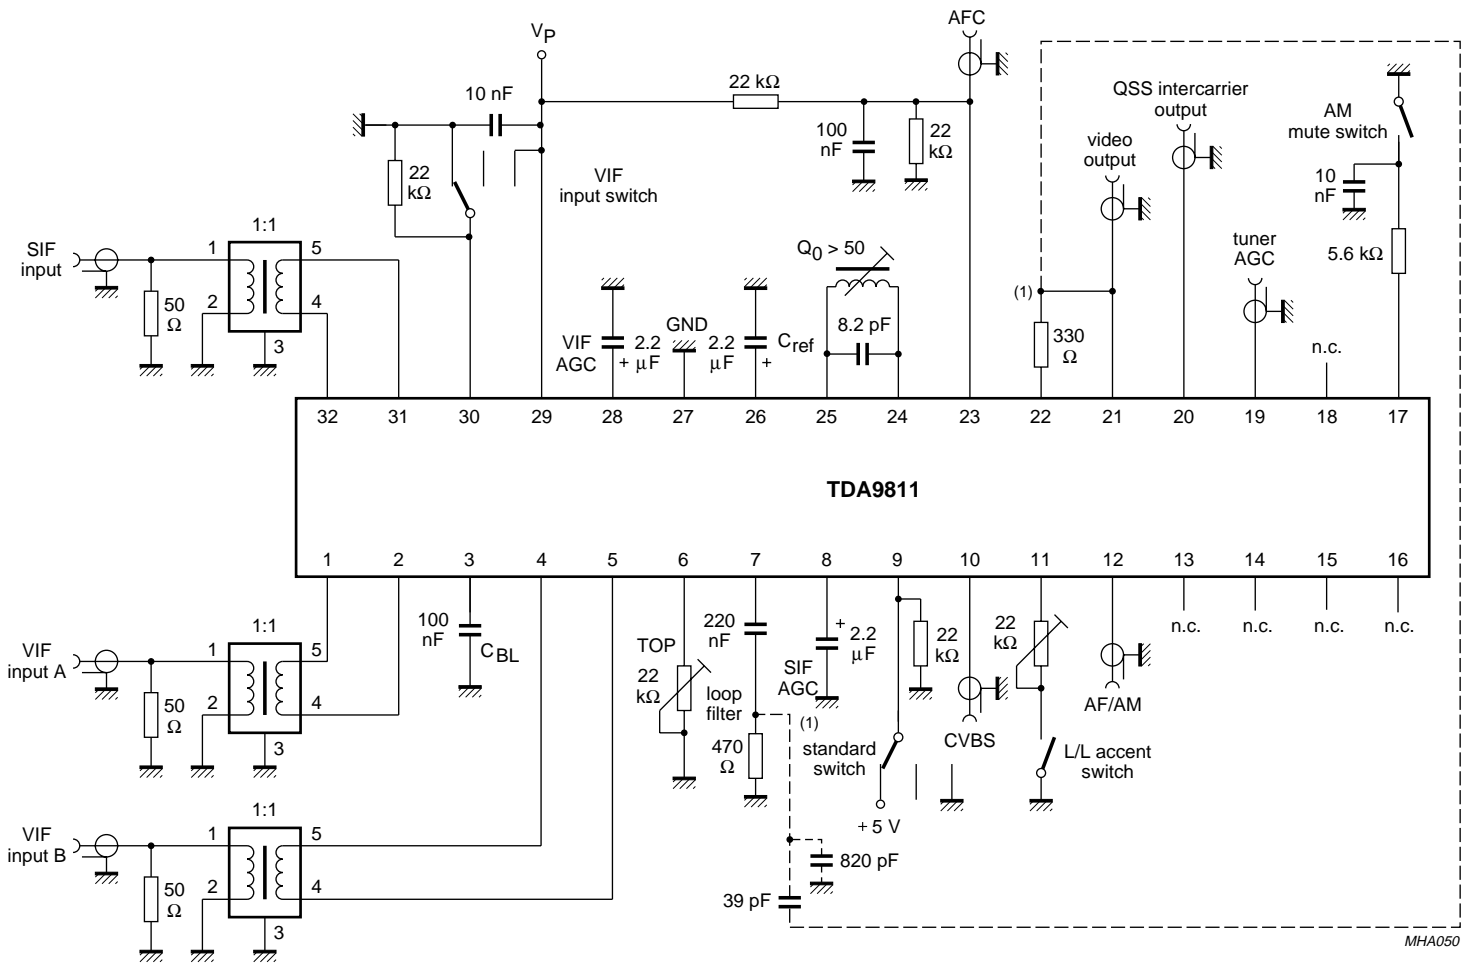 AFC
VP
22 kΩ
10 nF
QSS intercarrier
output
AM
mute switch
100
nF
22
kΩ
video
output
22
kΩ
VIF
input switch
10
nF
1:1
SIF
input
1
5
Q0 > 50
tuner
AGC
5.6 kΩ
50
Ω
2
4
3
(1)
8.2 pF
GND
VIF
AGC
+
2.2
μF
2.2
μF
+
Cref
330
Ω
n.c.
32
31
30
29
28
27
26
25
24
23
22
21
20
19
18
17
TDA9811
1
2
3
4
5
6
7
8
9
10
11
12
13
14
15
16
100
nF
CBL
220
nF
+
2.2
μF
22
kΩ
22
kΩ
n.c.
n.c.
n.c.
n.c.
1:1
VIF
input A
1
5
50
Ω
2
4
3
TOP
22
kΩ
loop
filter
SIF
AGC
(1)
470
Ω
standard
switch
CVBS
AF/AM
L/L accent
switch
+ 5 V
1:1
VIF
input B
1
5
50
Ω
2
4
3
820 pF
39 pF
MHA050